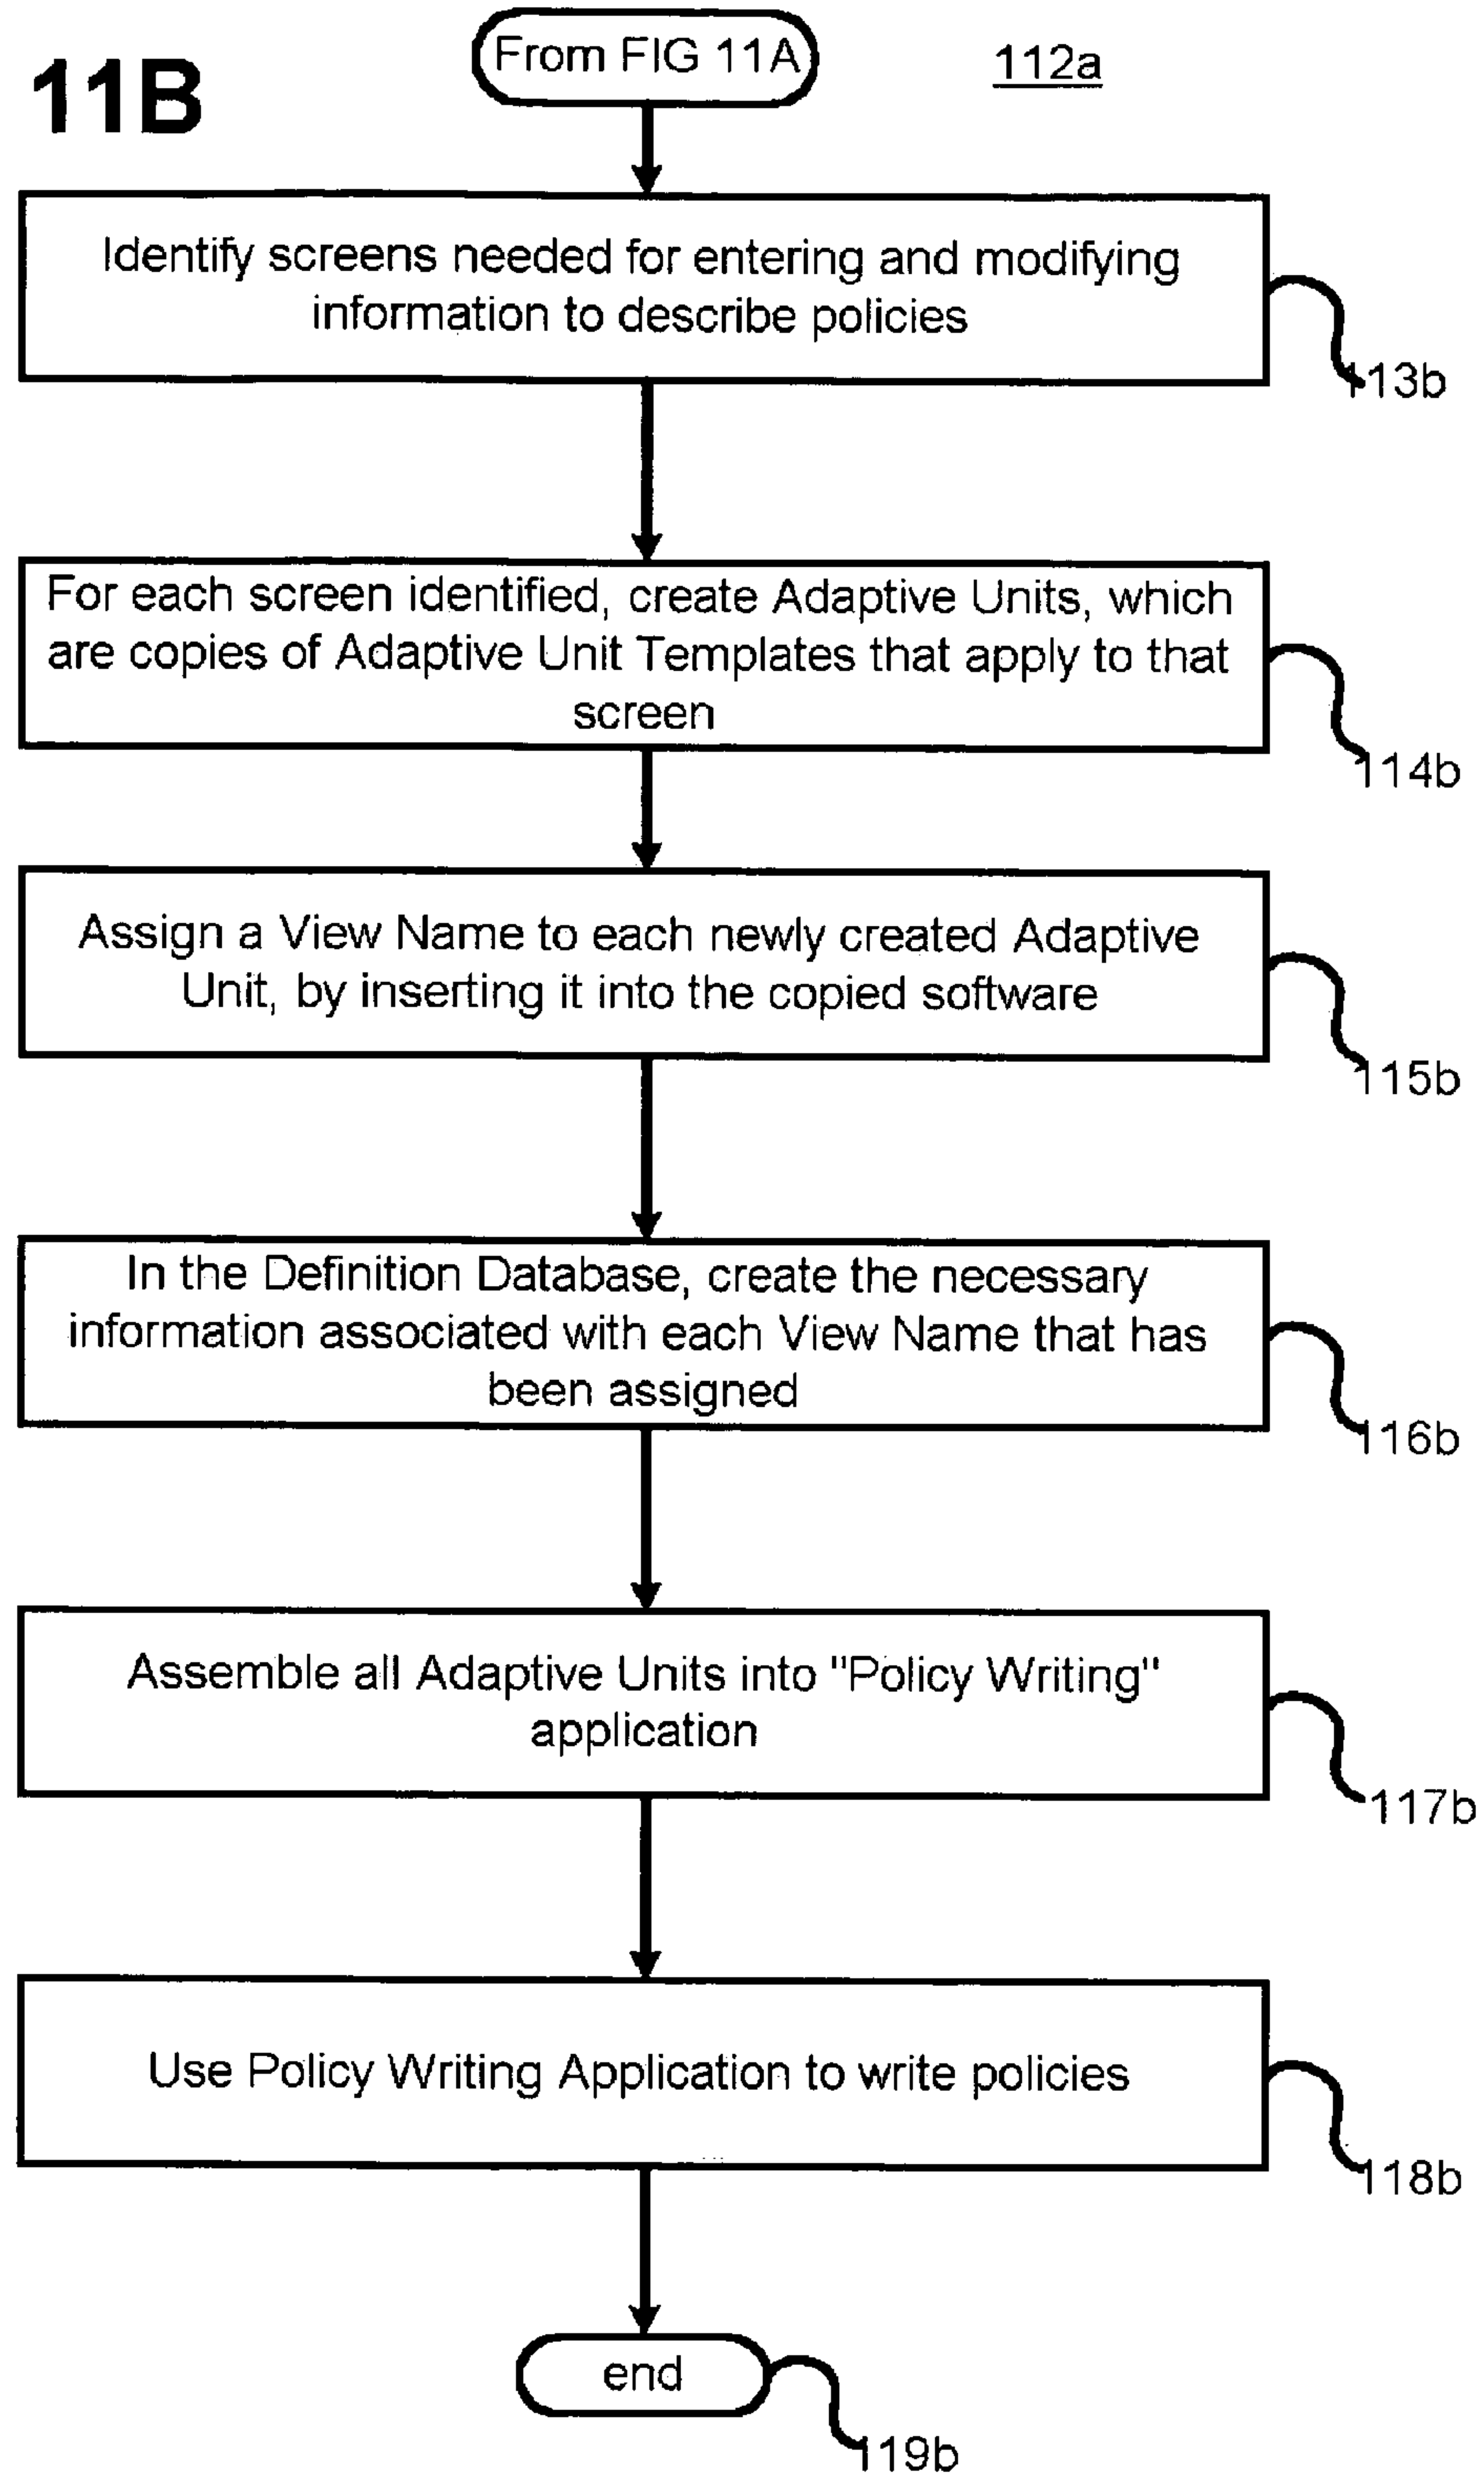 From FIG 11A
112a
11B
Identify screens needed for entering and modifying
information to describe policies
113b
For each screen identified, create Adaptive Units, which
are copies of Adaptive Unit Templates that apply to that
screen
114b
Assign a View Name to each newly created Adaptive
Unit, by inserting it into the copied software
115b
In the Definition Database, create the necessary
information associated with each View Name that has
been assigned
116b
Assemble all Adaptive Units into "Policy Writing"
application
117b
Use Policy Writing Application to write policies
118b
end
119b